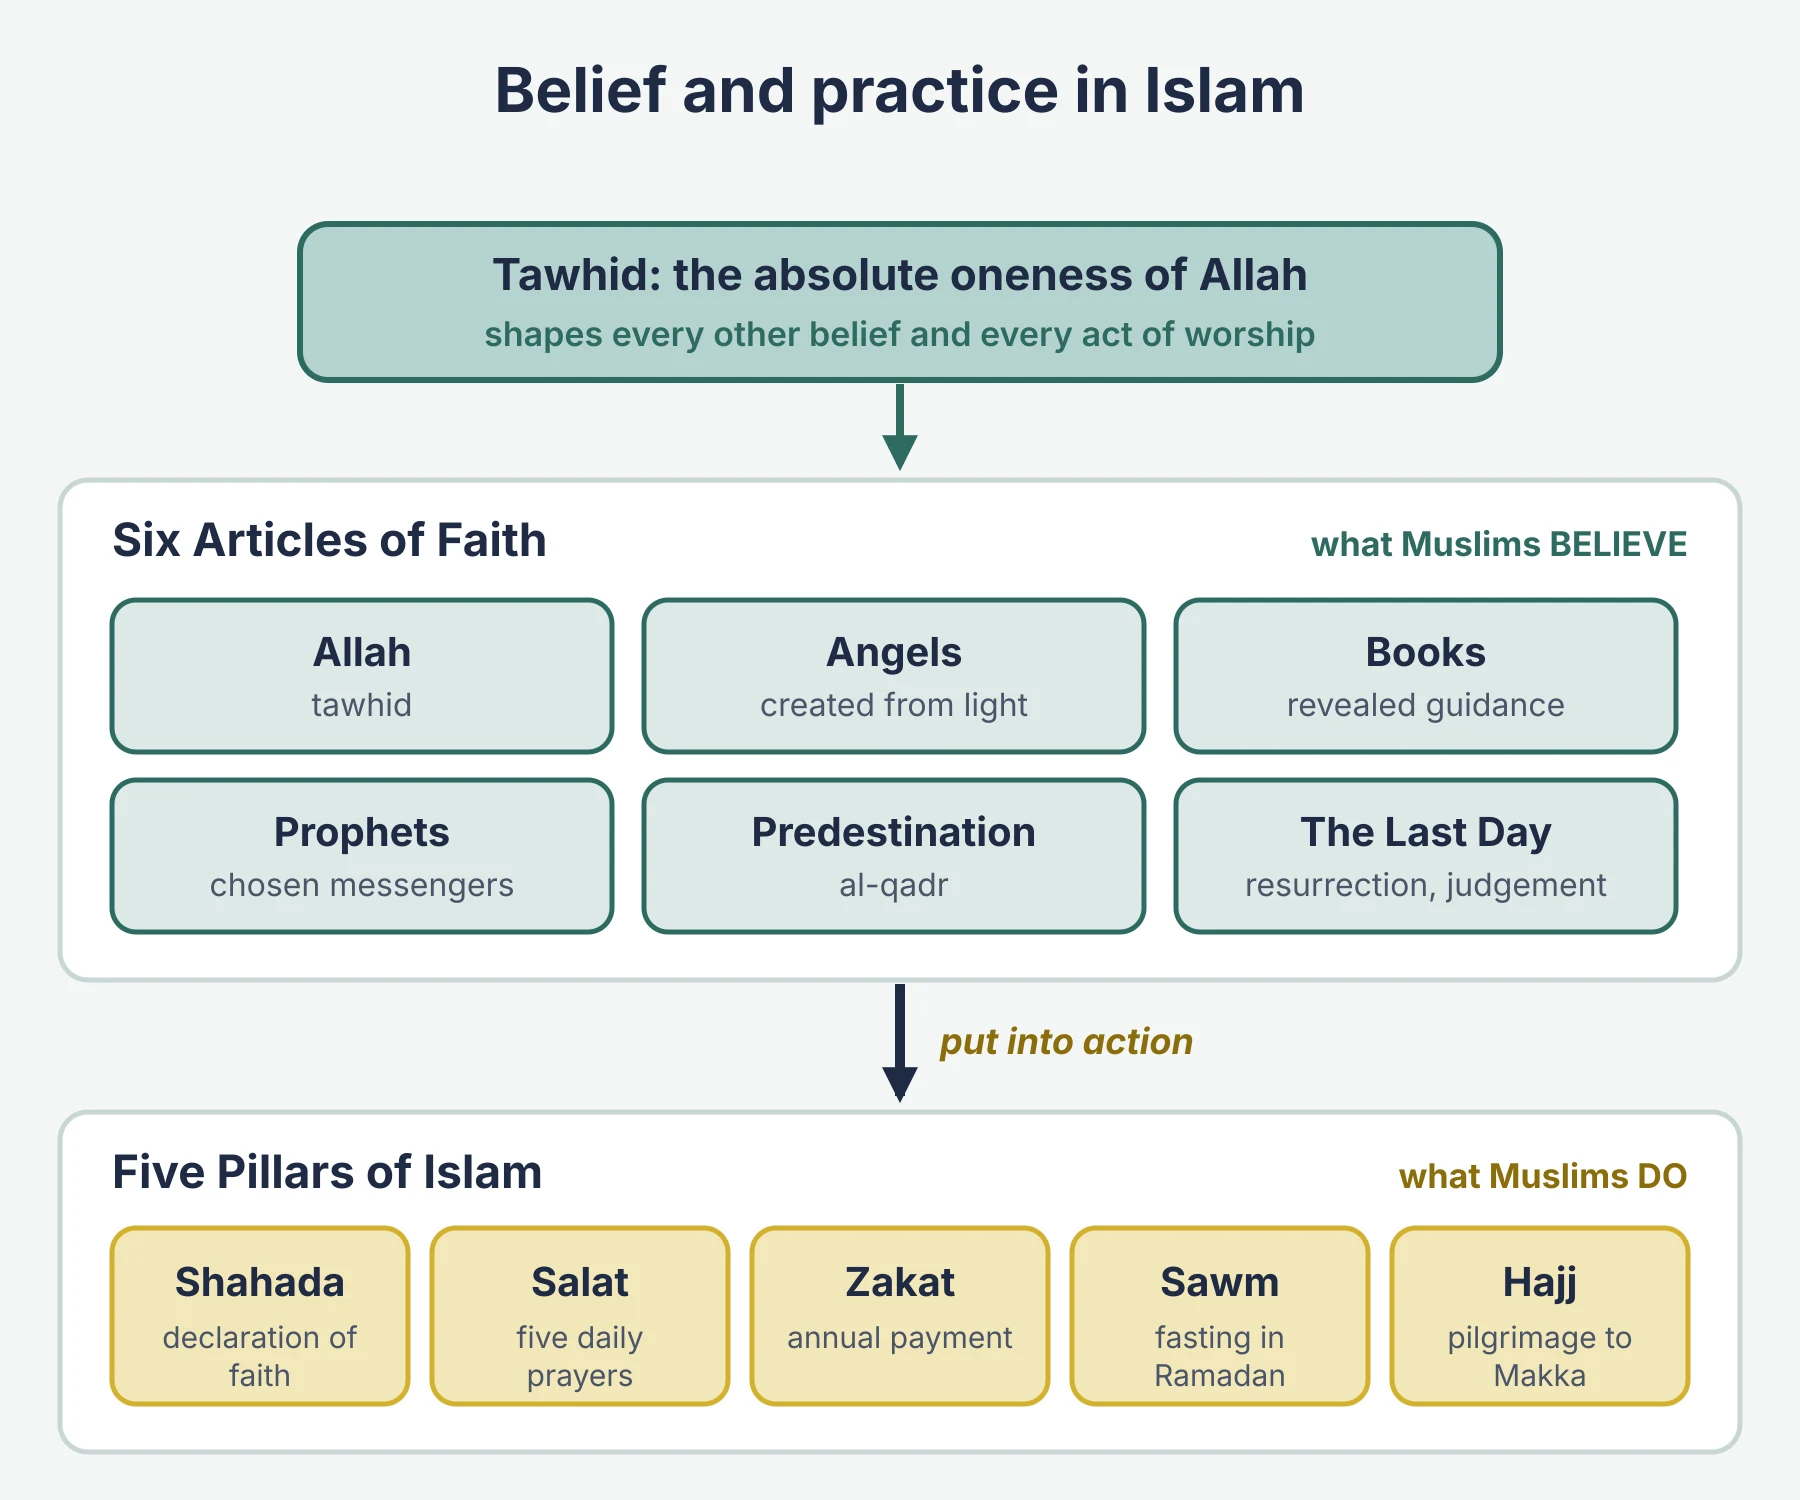 Belief and practice in Islam
Tawhid: the absolute oneness of Allah
shapes every other belief and every act of worship
Six Articles of Faith
what Muslims BELIEVE
Allah
tawhid
Angels
created from light
Books
revealed guidance
Prophets
chosen messengers
Predestination
al-qadr
The Last Day
resurrection, judgement
put into action
Five Pillars of Islam
what Muslims DO
Shahada
declaration of
faith
Salat
five daily
prayers
Zakat
annual payment
Sawm
fasting in
Ramadan
Hajj
pilgrimage to
Makka